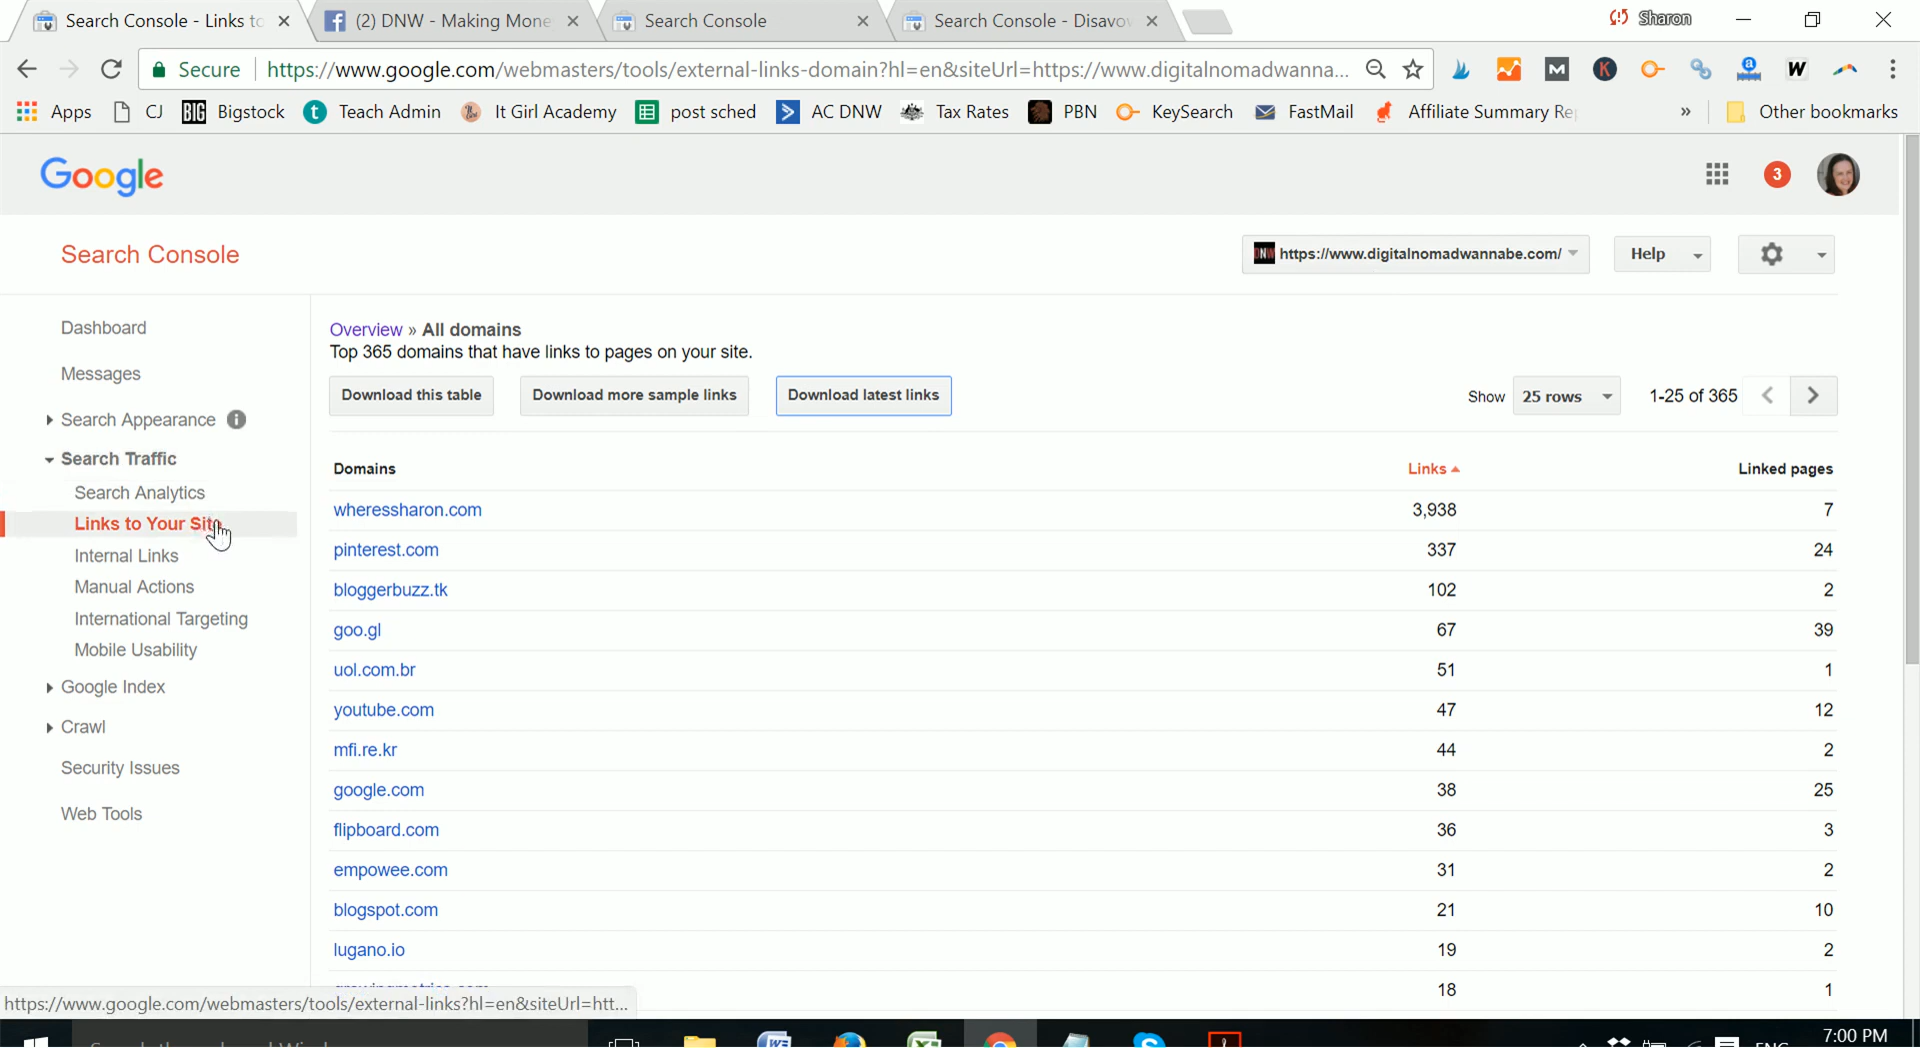 Search Console - Links to
(2) DNW - Making Mone
Search Console
Search Console - Disavow
Sharon
Secure
https://www.google.com/webmasters/tools/external-links-domain?hl=en&siteUrl=https://www.digitalnomadwanna...
Apps
CJ
BIG
Bigstock
Teach Admin
It Girl Academy
post sched
AC DNW
Tax Rates
PBN
KeySearch
FastMail
Affiliate Summary Re
»
Other bookmarks
Google
3
Search Console
https://www.digitalnomadwannabe.com/
Help
Dashboard
Messages
Search Appearance
Search Traffic
Search Analytics
Links to Your Site
Internal Links
Manual Actions
International Targeting
Mobile Usability
Google Index
Crawl
Security Issues
Web Tools
Overview » All domains
Top 365 domains that have links to pages on your site.
Download this table
Download more sample links
Download latest links
Show 25 rows 1-25 of 365
Domains Links Linked pages
wheressharon.com 3,938 7
pinterest.com 337 24
bloggerbuzz.tk 102 2
goo.gl 67 39
uol.com.br 51 1
youtube.com 47 12
mfi.re.kr 44 2
google.com 38 25
flipboard.com 36 3
empowee.com 31 2
blogspot.com 21 10
lugano.io 19 2
18 1
https://www.google.com/webmasters/tools/external-links?hl=en&siteUrl=htt...
7:00 PM